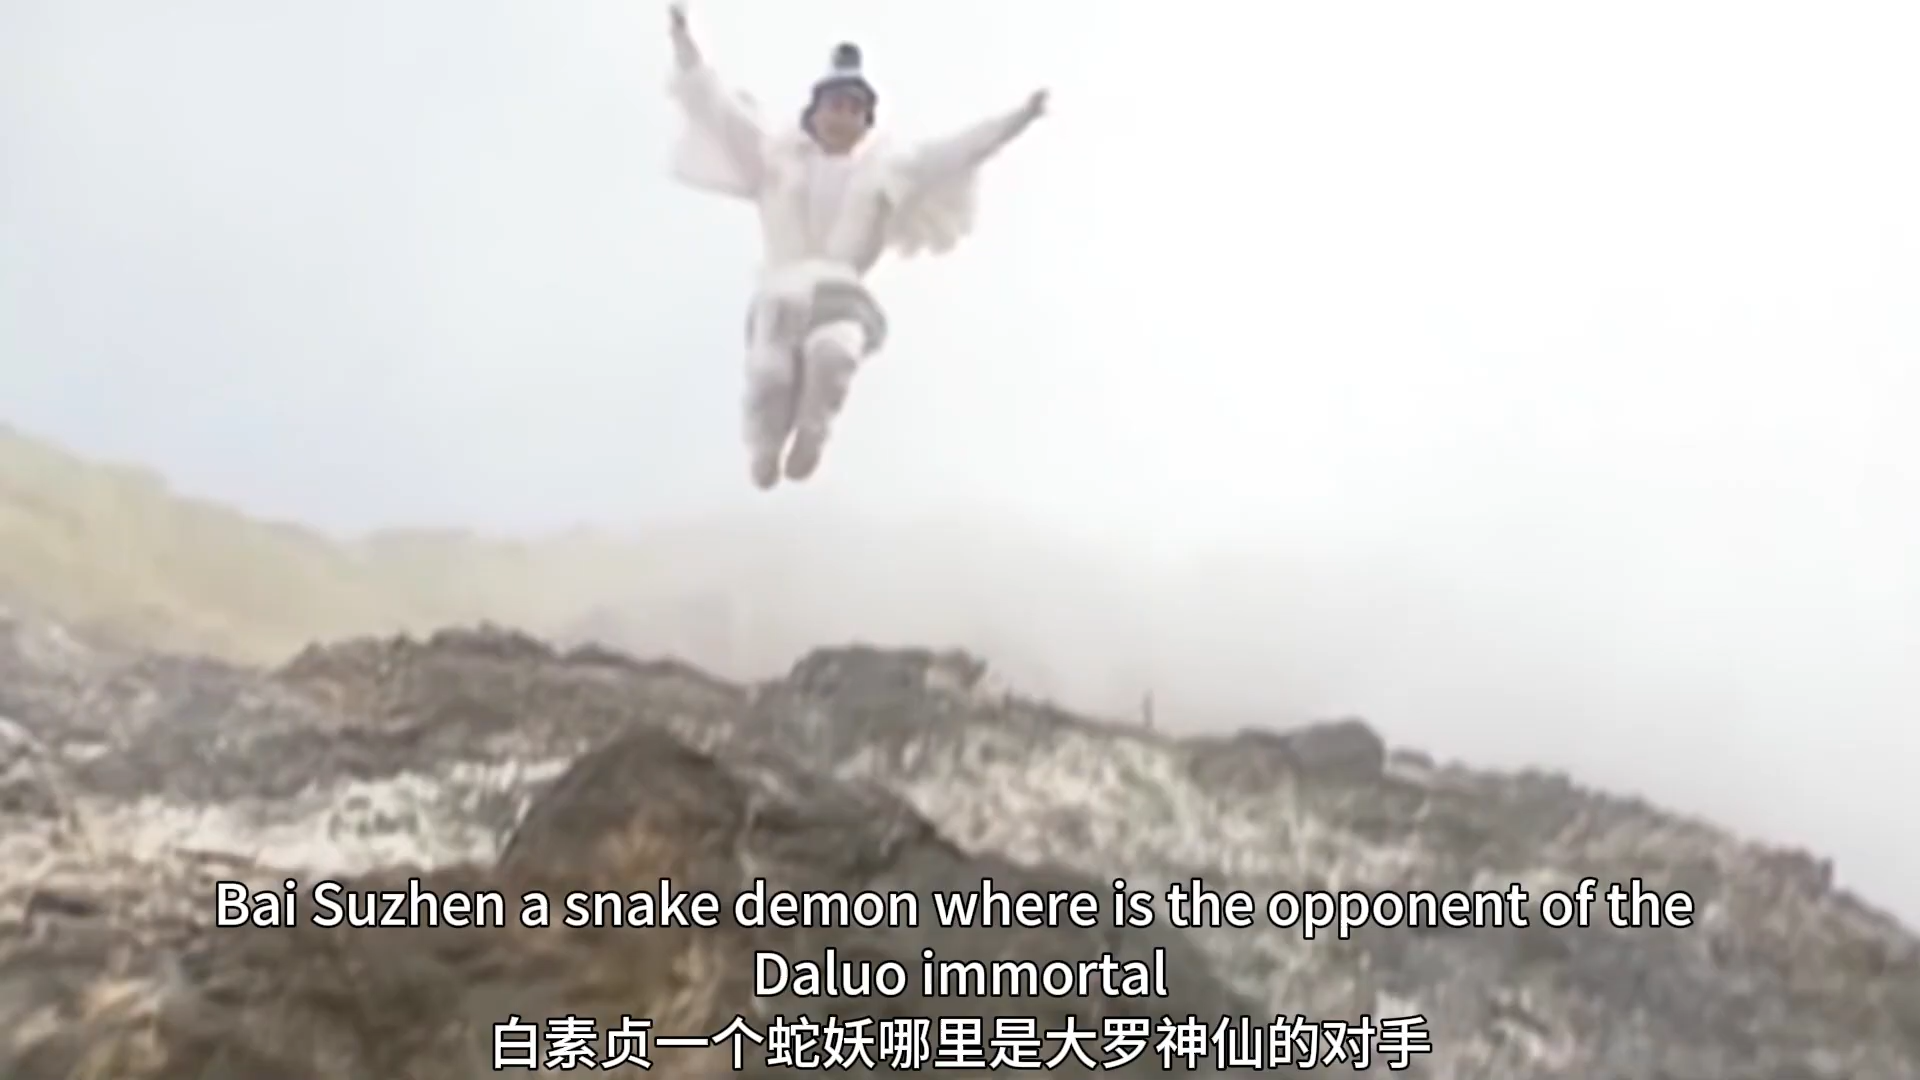 Bai Suzhen a snake demon where is the opponent of the
Daluo immortal
白素贞一个蛇妖哪里是大罗神仙的对手